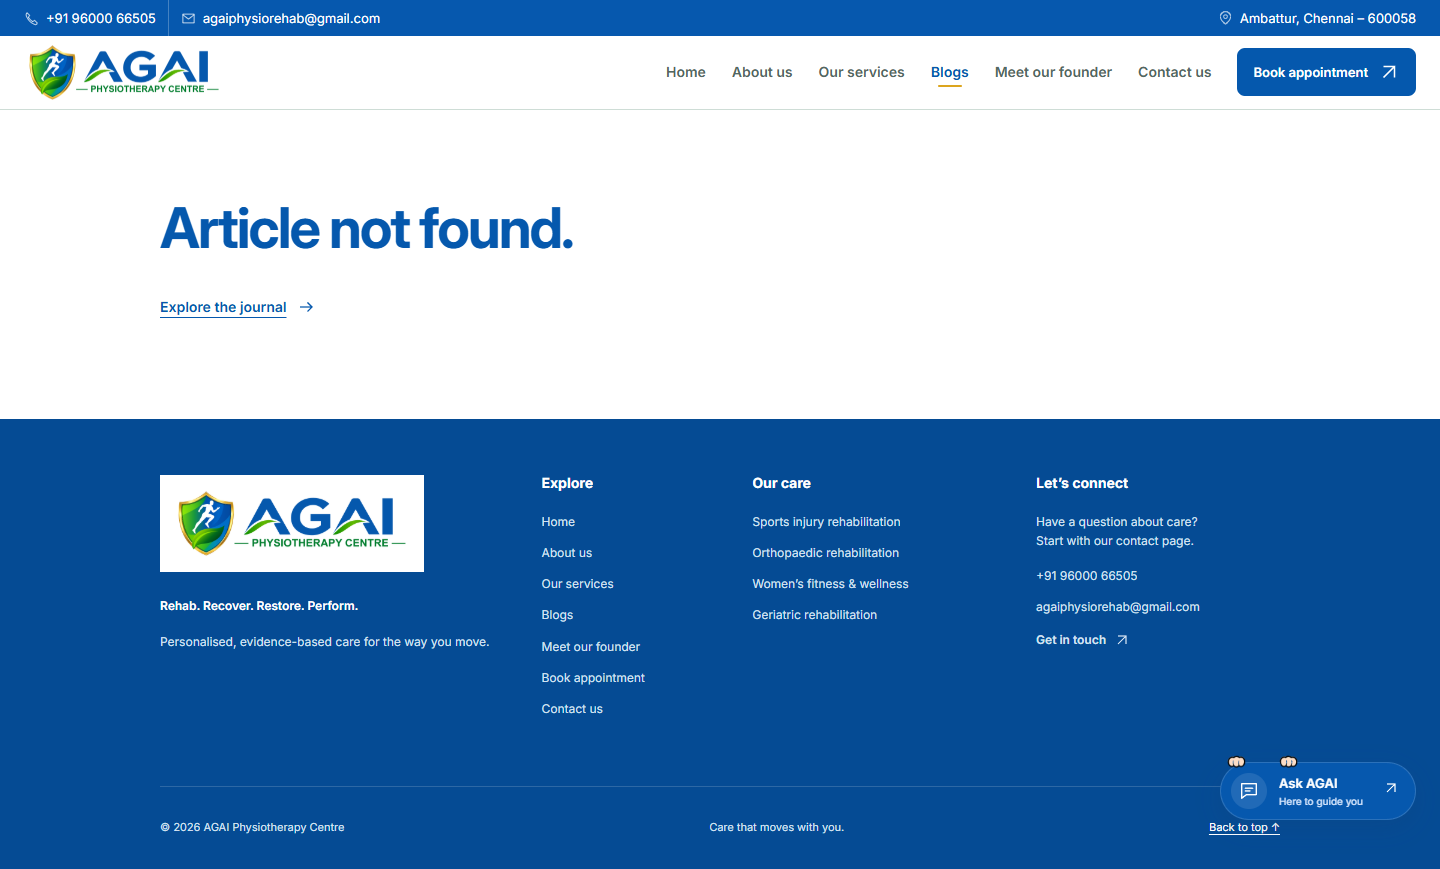 +91 96000 66505
agaiphysiorehab@gmail.com
Ambattur, Chennai – 600058
AGAI
PHYSIOTHERAPY CENTRE
Home
About us
Our services
Blogs
Meet our founder
Contact us
Book appointment
Article not found.
Explore the journal
AGAI
PHYSIOTHERAPY CENTRE
Rehab. Recover. Restore. Perform.
Personalised, evidence-based care for the way you move.
Explore
Home
About us
Our services
Blogs
Meet our founder
Book appointment
Contact us
Our care
Sports injury rehabilitation
Orthopaedic rehabilitation
Women’s fitness & wellness
Geriatric rehabilitation
Let’s connect
Have a question about care?
Start with our contact page.
+91 96000 66505
agaiphysiorehab@gmail.com
Get in touch
Ask AGAI
Here to guide you
© 2026 AGAI Physiotherapy Centre
Care that moves with you.
Back to top ↑